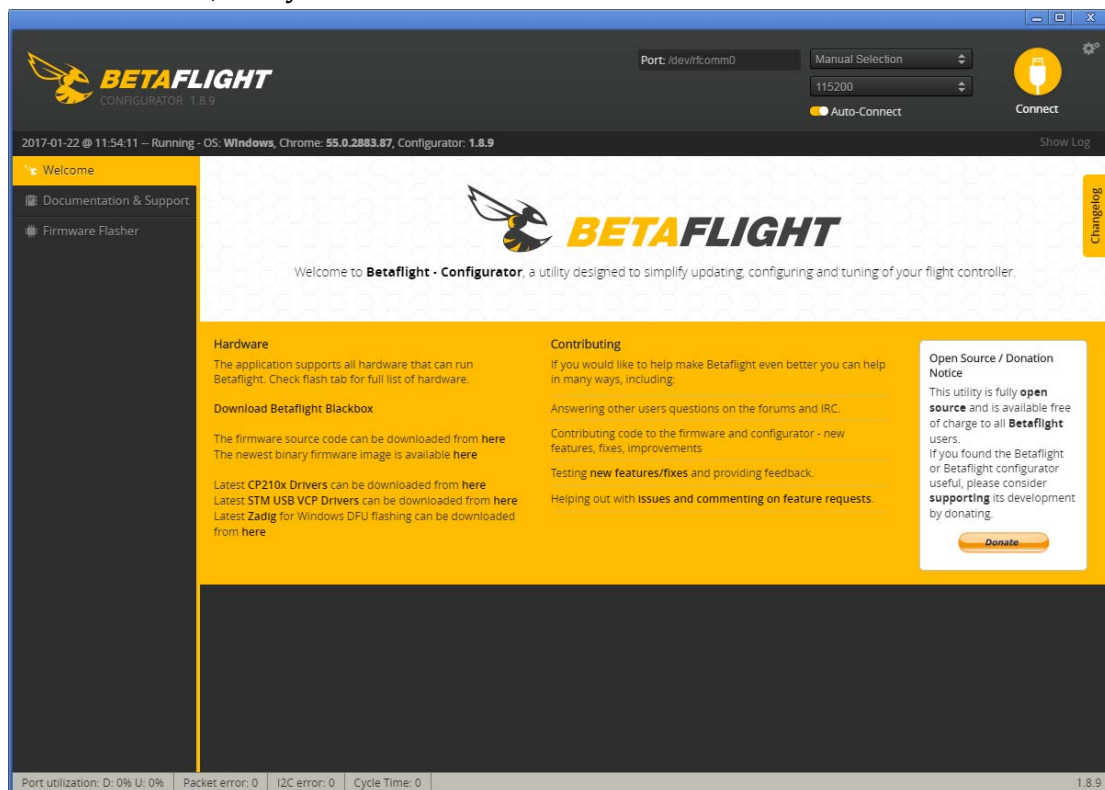 BETAFLIGHT
CONFIGURATOR 1.8.9
Port: /dev/rfcomm0
Manual Selection
115200
Auto-Connect
Connect
2017-01-22 @ 11:54:11 -- Running - OS: Windows, Chrome: 55.0.2883.87, Configurator: 1.8.9
Show Log
Welcome
Documentation & Support
Firmware Flasher
Changelog
BETAFLIGHT
Welcome to Betaflight - Configurator, a utility designed to simplify updating, configuring and tuning of your flight controller.
Hardware
The application supports all hardware that can run
Betaflight. Check flash tab for full list of hardware.
Download Betaflight Blackbox
The firmware source code can be downloaded from here
The newest binary firmware image is available here
Latest CP210x Drivers can be downloaded from here
Latest STM USB VCP Drivers can be downloaded from here
Latest Zadig for Windows DFU flashing can be downloaded
from here
Contributing
If you would like to help make Betaflight even better you can help
in many ways, including:
Answering other users questions on the forums and IRC.
Contributing code to the firmware and configurator - new
features, fixes, improvements
Testing new features/fixes and providing feedback.
Helping out with issues and commenting on feature requests.
Open Source / Donation
Notice
This utility is fully open
source and is available free
of charge to all Betaflight
users.
If you found the Betaflight
or Betaflight configurator
useful, please consider
supporting its development
by donating.
Donate
Port utilization: D: 0% U: 0%
Packet error: 0
I2C error: 0
Cycle Time: 0
1.8.9